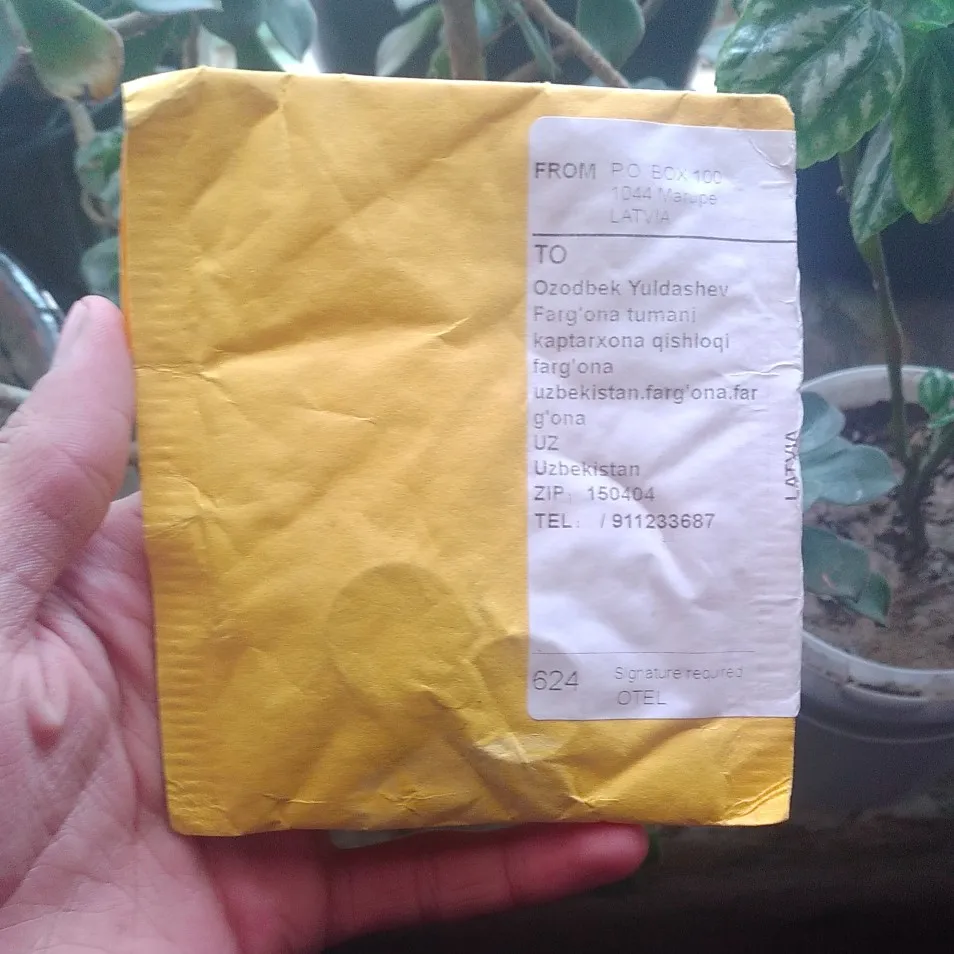 FROM P.O. BOX 100
1044 Marupe
LATVIA
TO
Ozodbek Yuldashev
Farg'ona tumani
kaptarxona qishloqi
farg'ona
uzbekistan.farg'ona.far
g'ona
UZ
Uzbekistan
ZIP: 150404
TEL: / 911233687
LATVIA
624 Signature required
OTEL